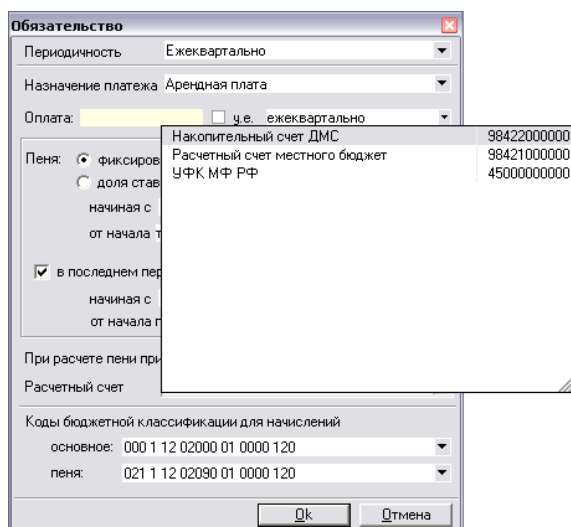 Обязательство
Периодичность Ежеквартально
Назначение платежа Арендная плата
Оплата: у.е. ежеквартально
Накопительный счет ДМС 98422000000
Расчетный счет местного бюджет 98421000000
УФК МФ РФ 45000000000
Пеня: фиксиров
доля став
начиная с
от начала т
в последнем пер
начиная с
от начала п
При расчете пени при
Расчетный счет
Коды бюджетной классификации для начислений
основное: 000 1 12 02000 01 0000 120
пеня: 021 1 12 02090 01 0000 120
Ok Отмена